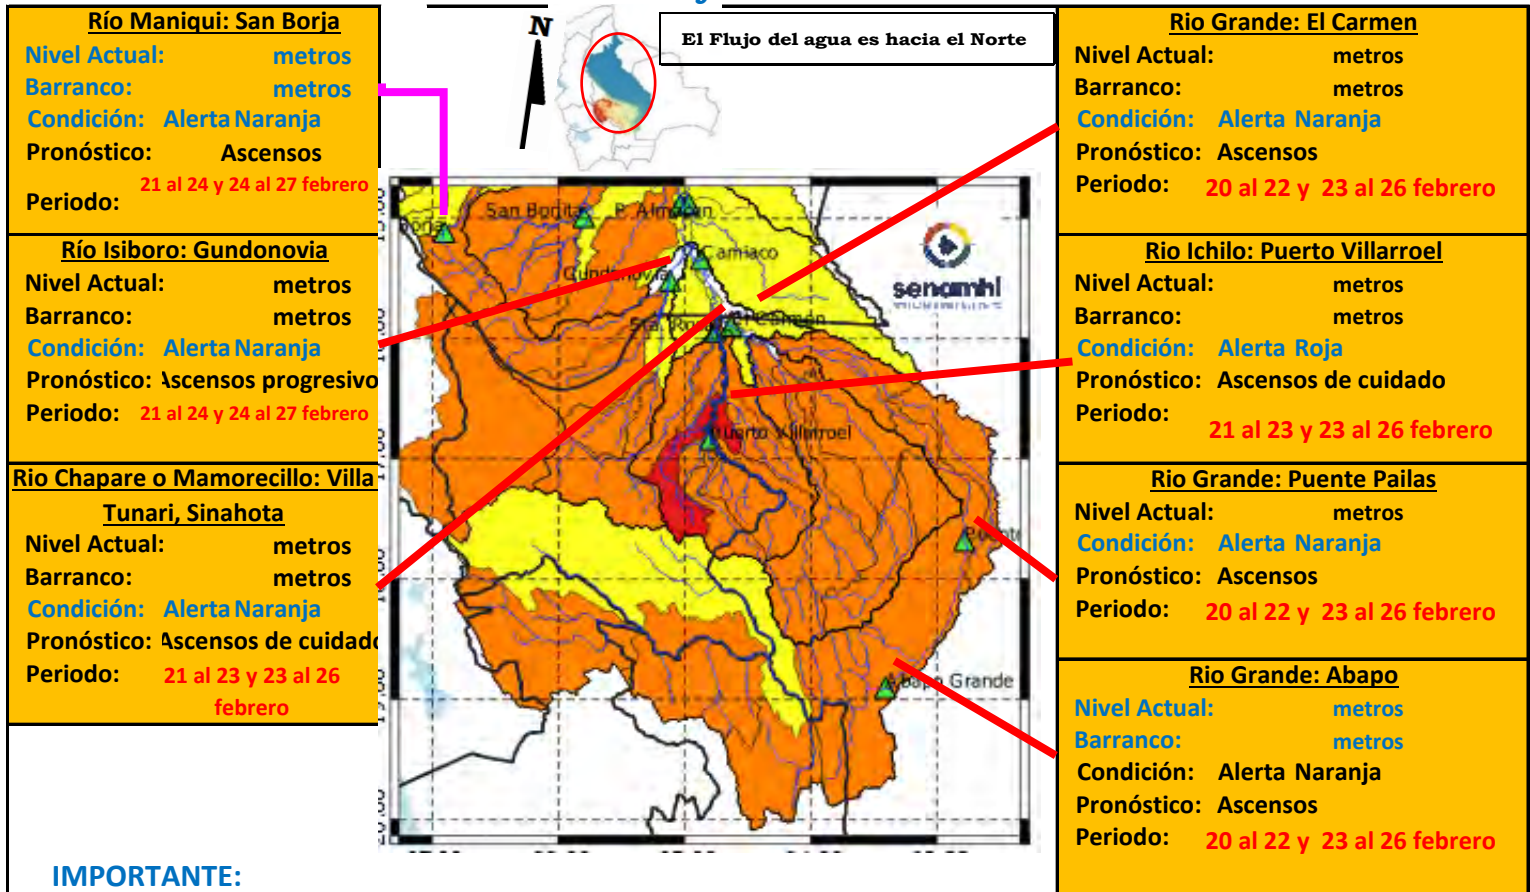 Río Maniqui: San Borja
Nivel Actual: metros
Barranco: metros
Condición: Alerta Naranja
Pronóstico: Ascensos
21 al 24 y 24 al 27 febrero
Periodo:
Río Isiboro: Gundonovia
Nivel Actual: metros
Barranco: metros
Condición: Alerta Naranja
Pronóstico: Ascensos progresivo
Periodo: 21 al 24 y 24 al 27 febrero
Rio Chapare o Mamorecillo: Villa
Tunari, Sinahota
Nivel Actual: metros
Barranco: metros
Condición: Alerta Naranja
Pronóstico: Ascensos de cuidado
Periodo: 21 al 23 y 23 al 26
febrero
IMPORTANTE:
N
El Flujo del agua es hacia el Norte
San Bonita
P. Almacen
Camiaco
Gundonovia
senamhi
Sta. Rosa
El Carmen
Puerto Villarroel
Puente
Abapo Grande
Rio Grande: El Carmen
Nivel Actual: metros
Barranco: metros
Condición: Alerta Naranja
Pronóstico: Ascensos
Periodo: 20 al 22 y 23 al 26 febrero
Rio Ichilo: Puerto Villarroel
Nivel Actual: metros
Barranco: metros
Condición: Alerta Roja
Pronóstico: Ascensos de cuidado
Periodo:
21 al 23 y 23 al 26 febrero
Rio Grande: Puente Pailas
Nivel Actual: metros
Condición: Alerta Naranja
Pronóstico: Ascensos
Periodo: 20 al 22 y 23 al 26 febrero
Rio Grande: Abapo
Nivel Actual: metros
Barranco: metros
Condición: Alerta Naranja
Pronóstico: Ascensos
Periodo: 20 al 22 y 23 al 26 febrero